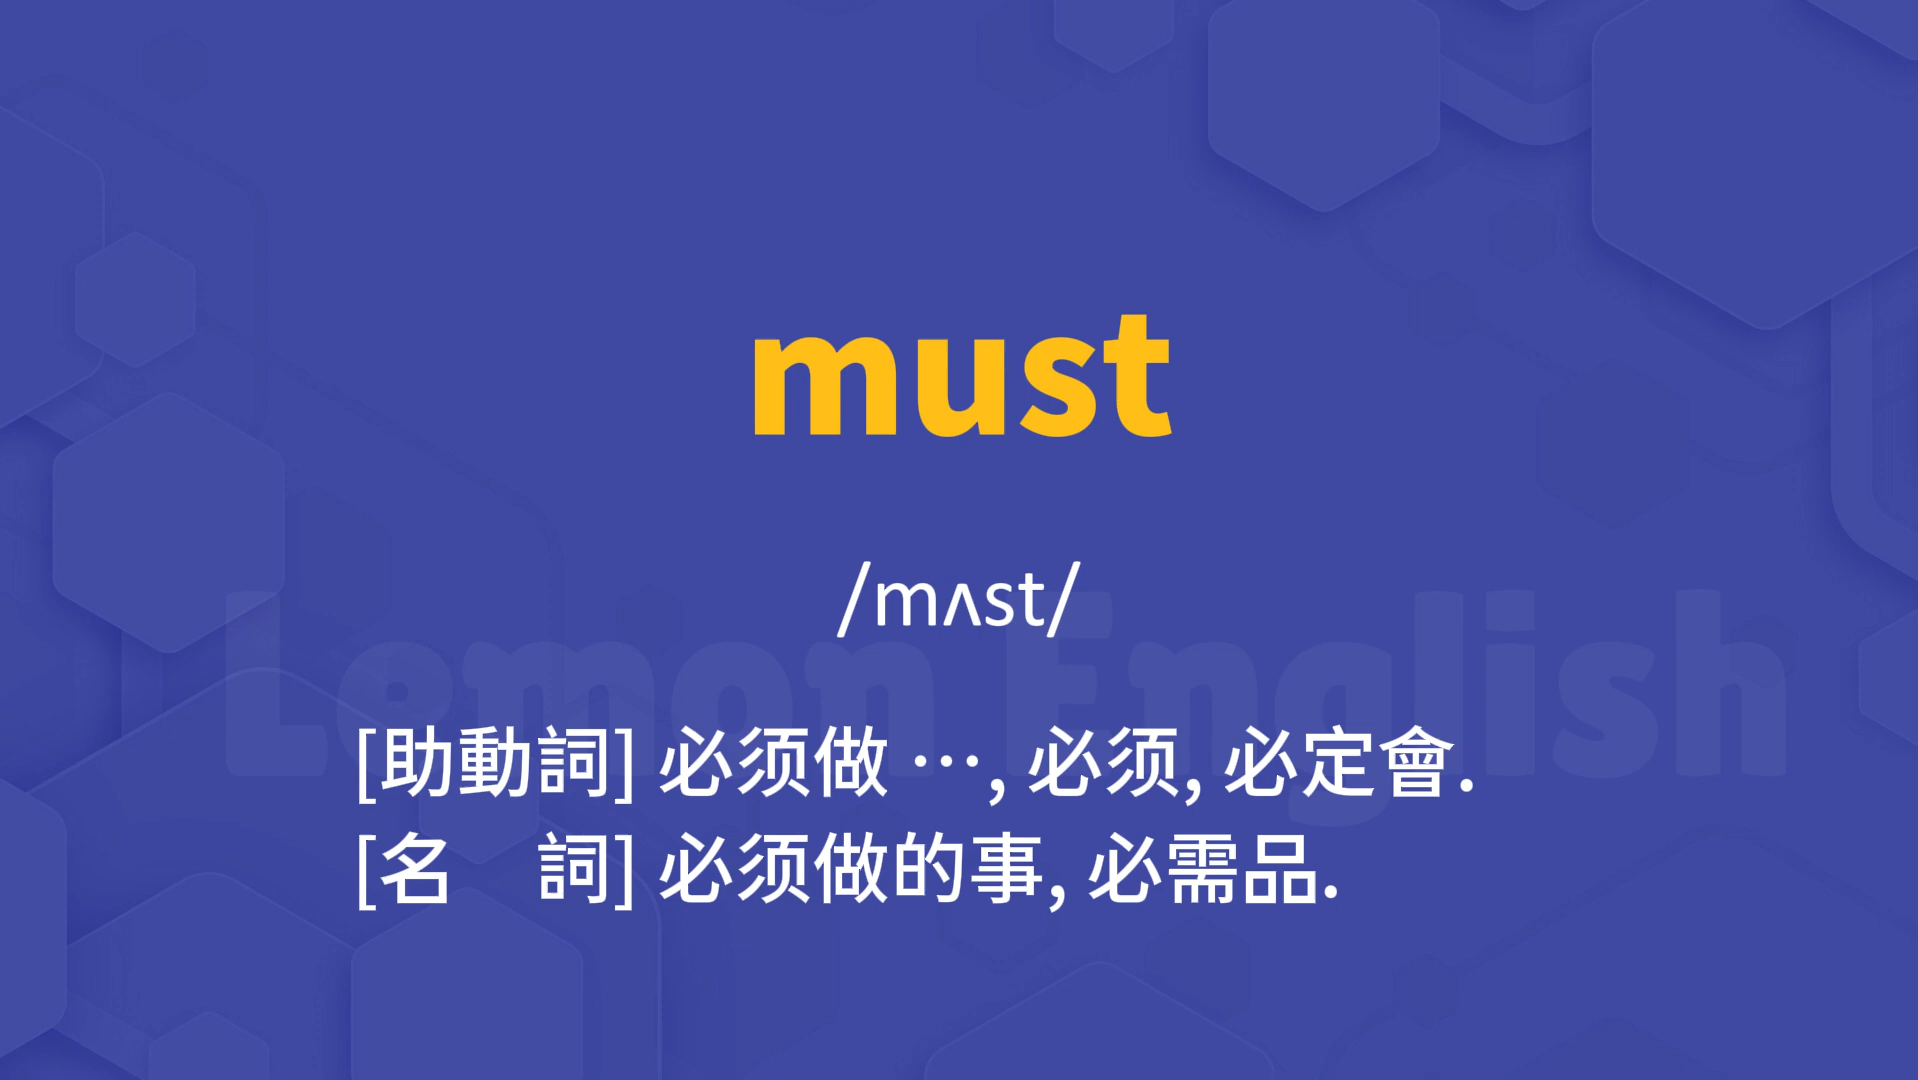 must
/mʌst/
Lemon English
[助動詞] 必须做 …, 必须, 必定會.
[名　詞] 必须做的事, 必需品.